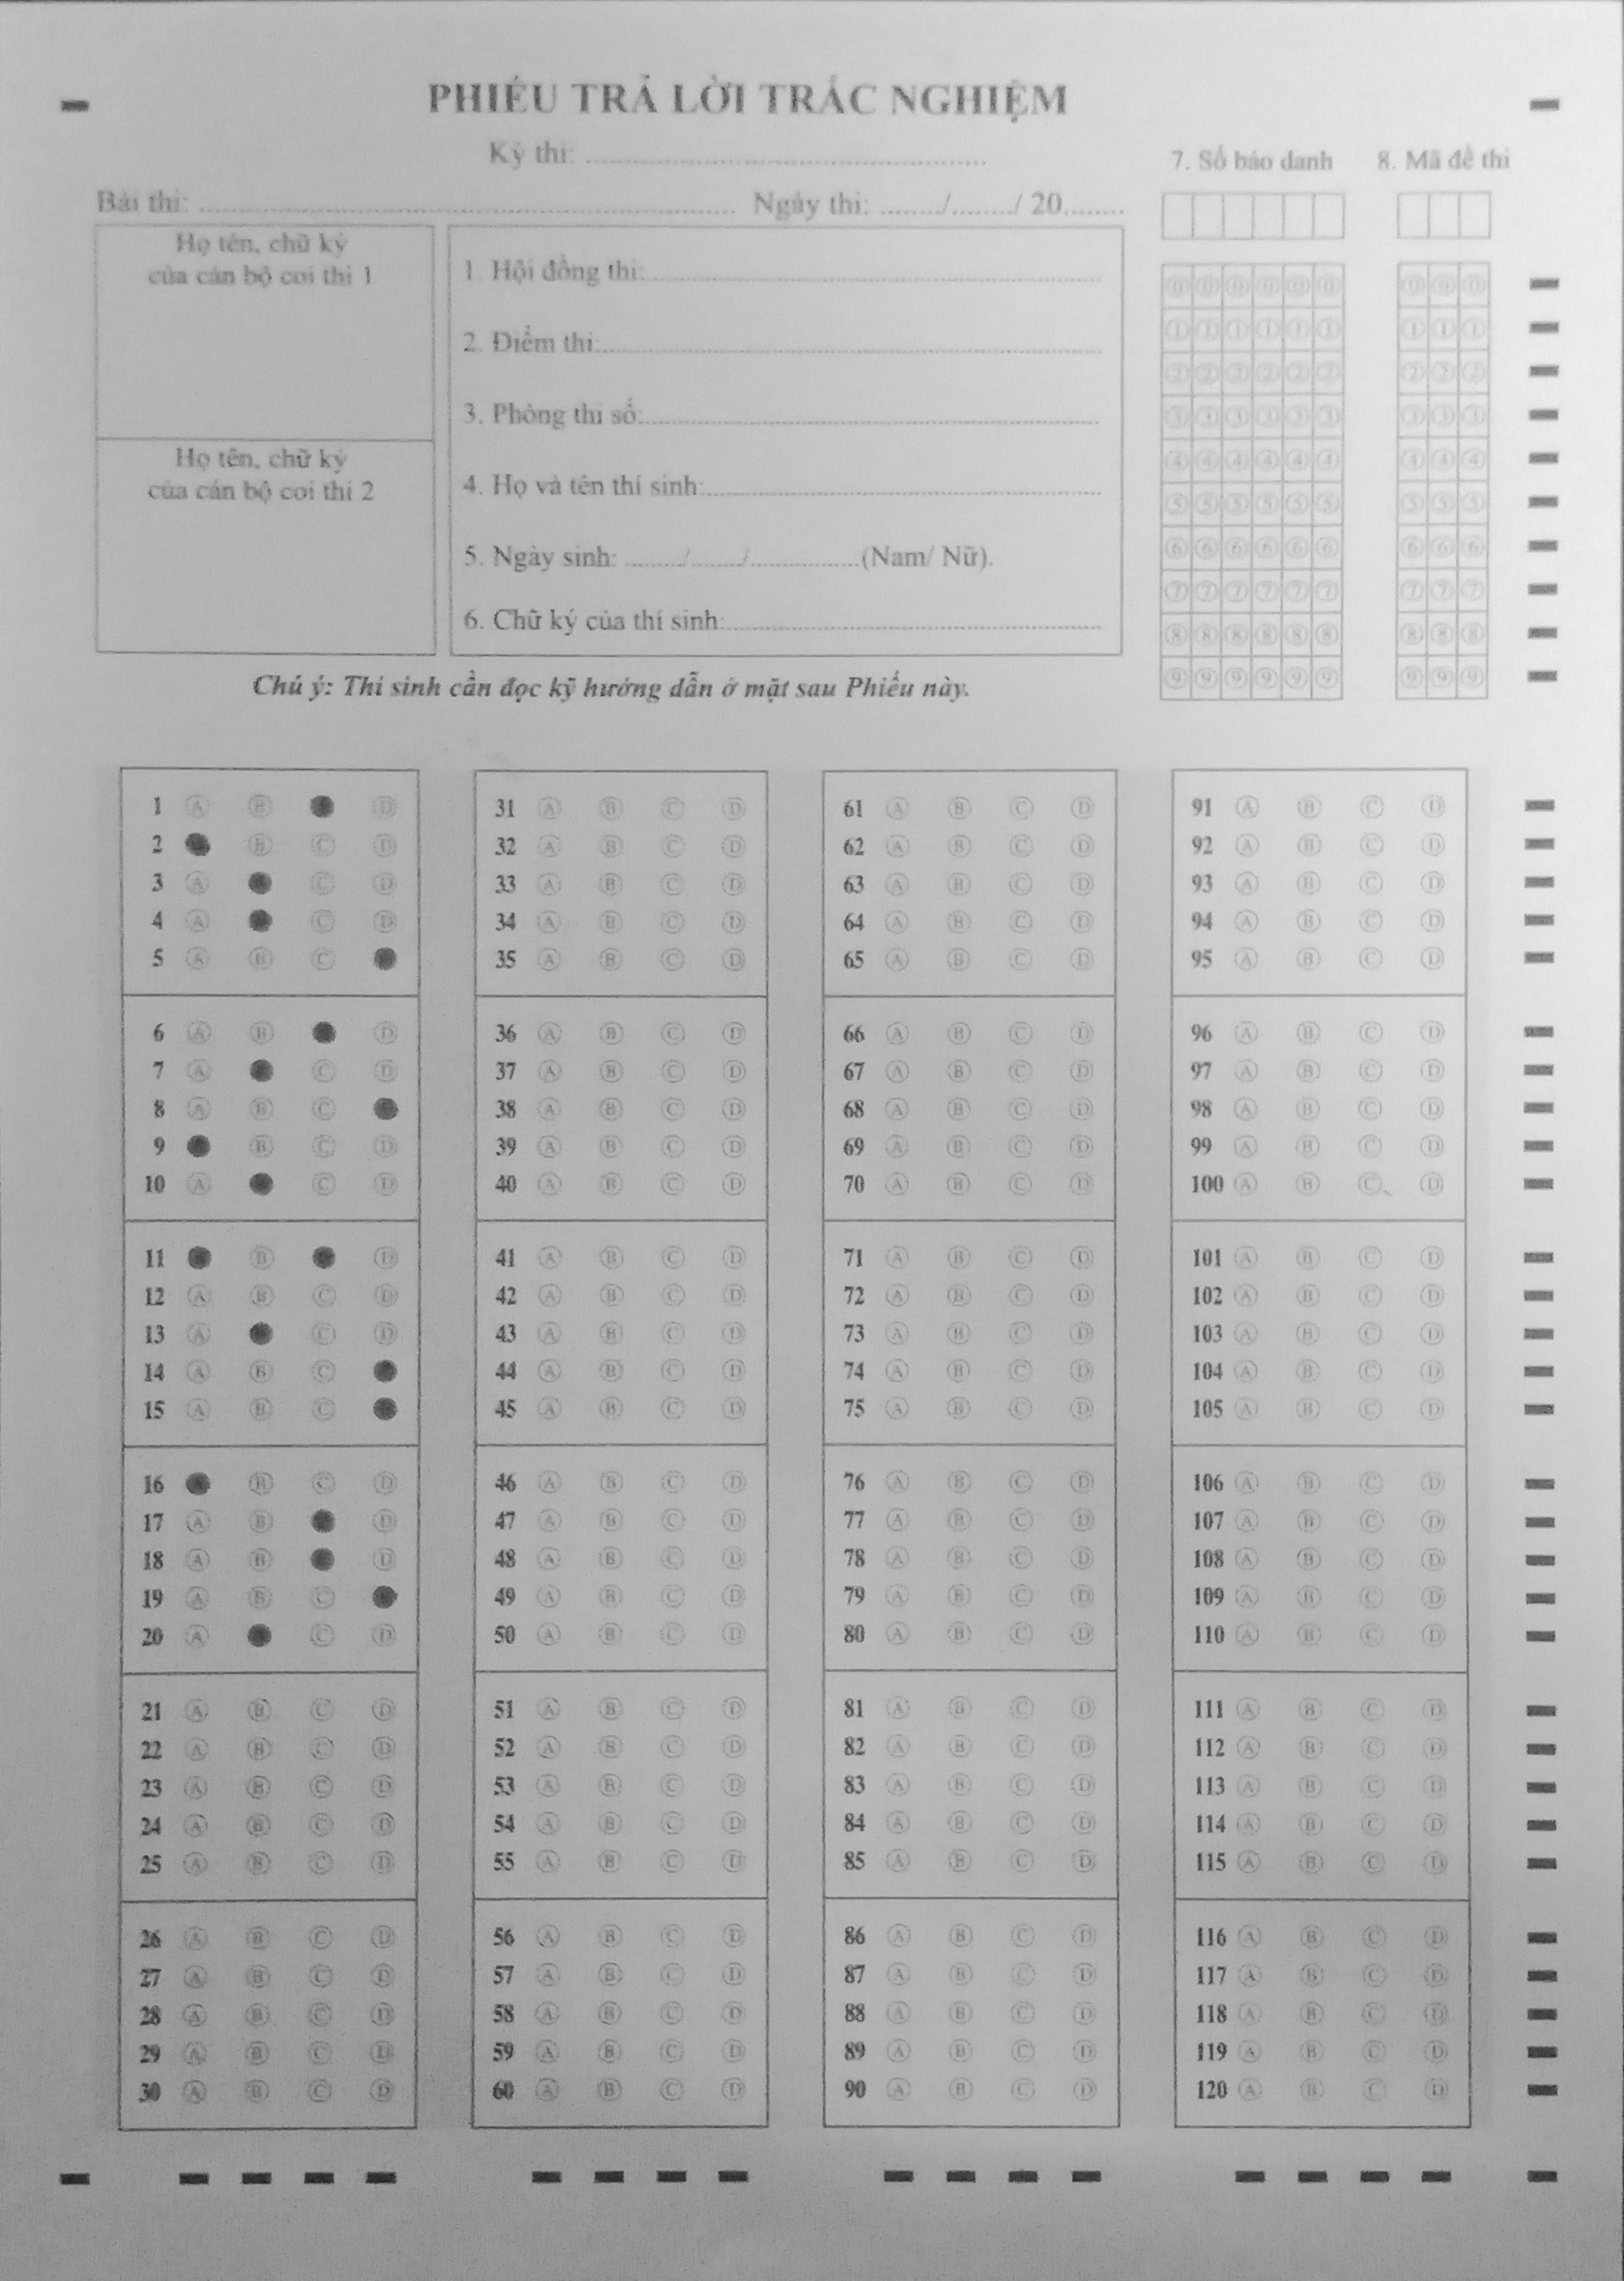 PHIẾU TRẢ LỜI TRẮC NGHIỆM
Kỳ thi: ................................................
Bài thi: ................................................ Ngày thi: ......../......../ 20........
7. Số báo danh
8. Mã đề thi
Họ tên, chữ ký
của cán bộ coi thi 1
Họ tên, chữ ký
của cán bộ coi thi 2
1. Hội đồng thi:................................
2. Điểm thi:................................
3. Phòng thi số:................................
4. Họ và tên thí sinh:................................
5. Ngày sinh: ......../......../................(Nam/ Nữ).
6. Chữ ký của thí sinh:................................
0 0 0 0 0 0 0 0 0
1 1 1 1 1 1 1 1 1
2 2 2 2 2 2 2 2 2
3 3 3 3 3 3 3 3 3
4 4 4 4 4 4 4 4 4
5 5 5 5 5 5 5 5 5
6 6 6 6 6 6 6 6 6
7 7 7 7 7 7 7 7 7
8 8 8 8 8 8 8 8 8
9 9 9 9 9 9 9 9 9
Chú ý: Thí sinh cần đọc kỹ hướng dẫn ở mặt sau Phiếu này.
1 A B D
2 B C D
3 A C D
4 A C D
5 A B C
6 A B D
7 A C D
8 A B C
9 B C D
10 A C D
11 B D
12 A B C D
13 A C D
14 A B C
15 A B C
16 B C D
17 A B D
18 A B D
19 A B C
20 A C D
21 A B C D
22 A B C D
23 A B C D
24 A B C D
25 A B C D
26 A B C D
27 A B C D
28 A B C D
29 A B C D
30 A B C D
31 A B C D
32 A B C D
33 A B C D
34 A B C D
35 A B C D
36 A B C D
37 A B C D
38 A B C D
39 A B C D
40 A B C D
41 A B C D
42 A B C D
43 A B C D
44 A B C D
45 A B C D
46 A B C D
47 A B C D
48 A B C D
49 A B C D
50 A B C D
51 A B C D
52 A B C D
53 A B C D
54 A B C D
55 A B C D
56 A B C D
57 A B C D
58 A B C D
59 A B C D
60 A B C D
61 A B C D
62 A B C D
63 A B C D
64 A B C D
65 A B C D
66 A B C D
67 A B C D
68 A B C D
69 A B C D
70 A B C D
71 A B C D
72 A B C D
73 A B C D
74 A B C D
75 A B C D
76 A B C D
77 A B C D
78 A B C D
79 A B C D
80 A B C D
81 A B C D
82 A B C D
83 A B C D
84 A B C D
85 A B C D
86 A B C D
87 A B C D
88 A B C D
89 A B C D
90 A B C D
91 A B C D
92 A B C D
93 A B C D
94 A B C D
95 A B C D
96 A B C D
97 A B C D
98 A B C D
99 A B C D
100 A B C D
101 A B C D
102 A B C D
103 A B C D
104 A B C D
105 A B C D
106 A B C D
107 A B C D
108 A B C D
109 A B C D
110 A B C D
111 A B C D
112 A B C D
113 A B C D
114 A B C D
115 A B C D
116 A B C D
117 A B C D
118 A B C D
119 A B C D
120 A B C D